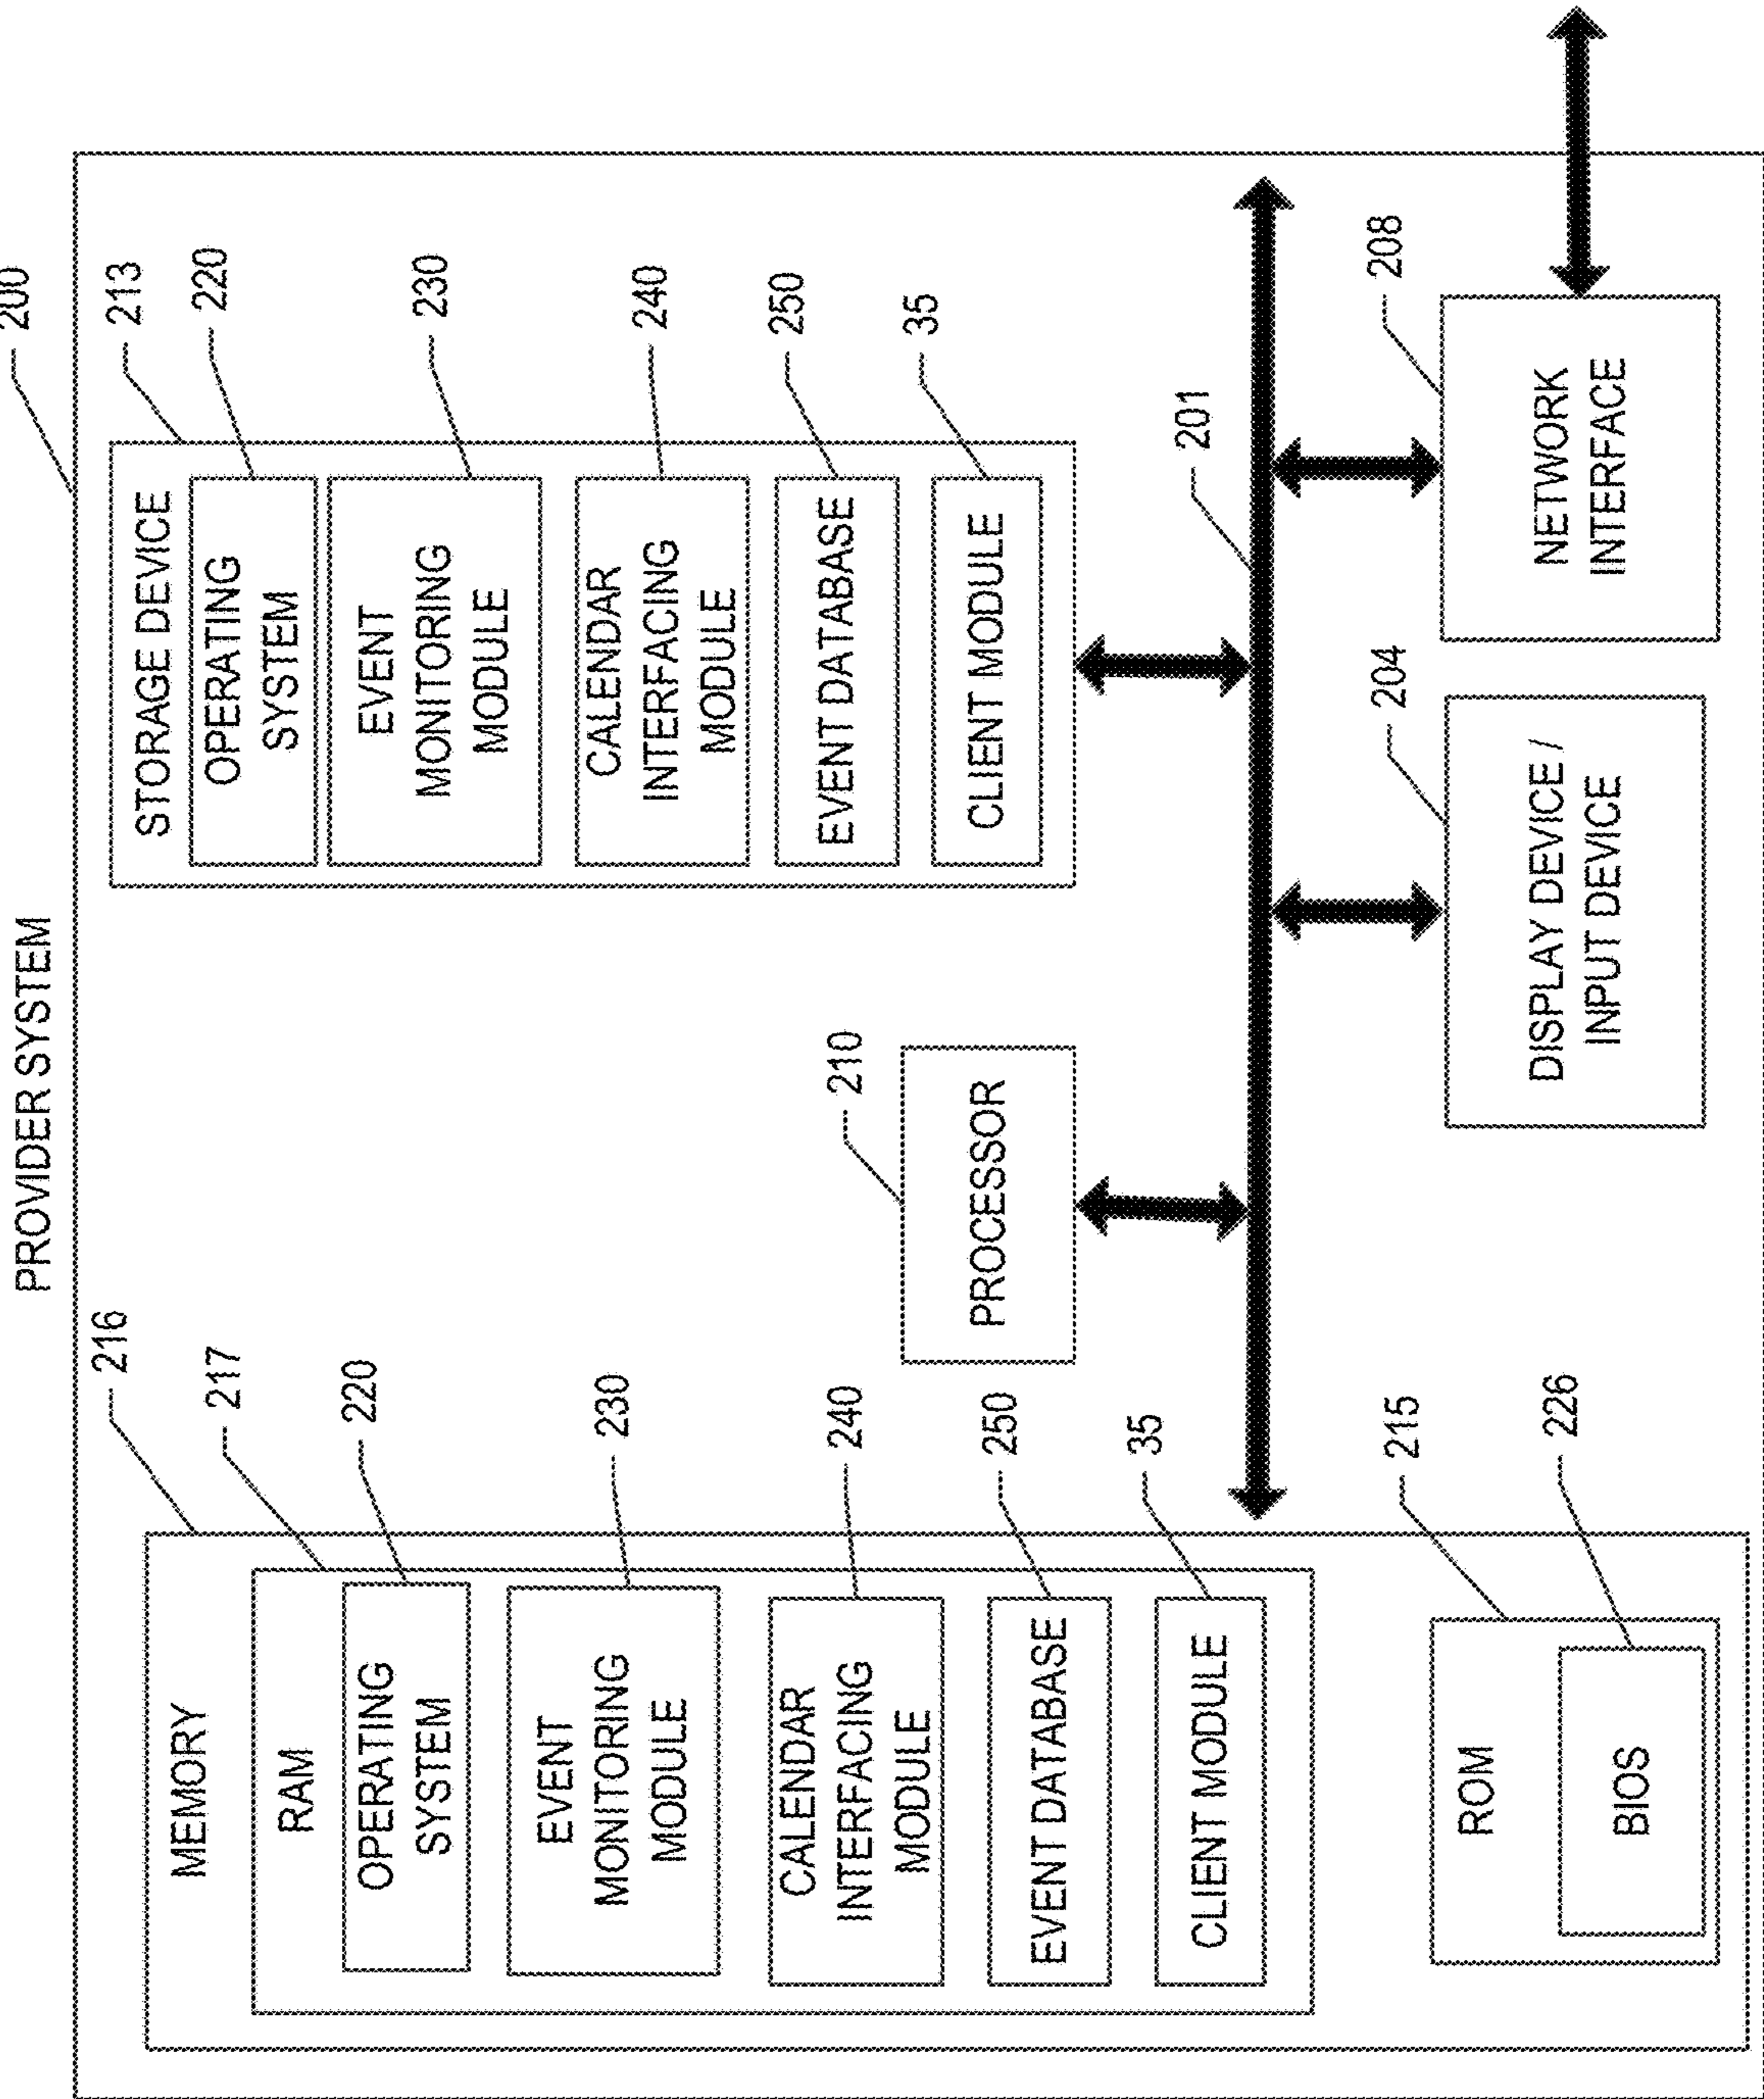 PROVIDER SYSTEM
200
216
MEMORY
217
RAM
220
OPERATING
SYSTEM
230
EVENT
MONITORING
MODULE
240
CALENDAR
INTERFACING
MODULE
250
EVENT DATABASE
35
CLIENT MODULE
215
ROM
226
BIOS
210
PROCESSOR
213
STORAGE DEVICE
220
OPERATING
SYSTEM
230
EVENT
MONITORING
MODULE
240
CALENDAR
INTERFACING
MODULE
250
EVENT DATABASE
35
CLIENT MODULE
201
204
DISPLAY DEVICE /
INPUT DEVICE
208
NETWORK
INTERFACE